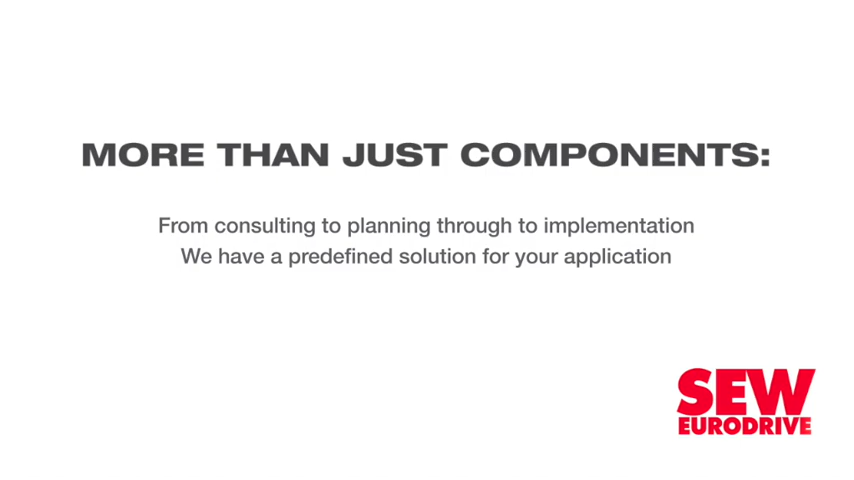 MORE THAN JUST COMPONENTS:
From consulting to planning through to implementation
We have a predefined solution for your application
SEW
EURODRIVE